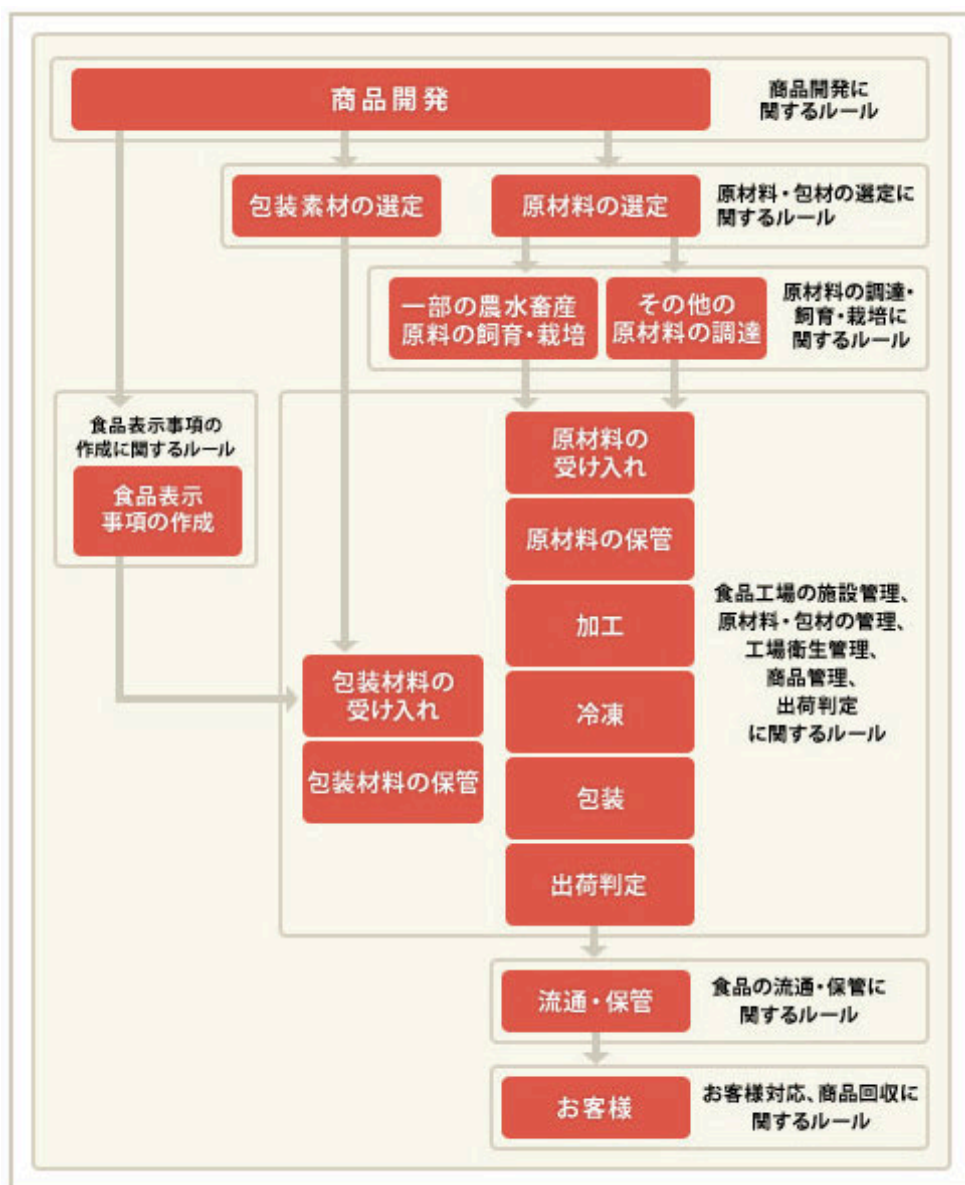 商品開発
商品開発に
関するルール
包装素材の選定
原材料の選定
原材料・包材の選定に
関するルール
一部の農水畜産
原料の飼育・栽培
その他の
原材料の調達
原材料の調達・
飼育・栽培に
関するルール
食品表示事項の
作成に関するルール
食品表示
事項の作成
原材料の
受け入れ
原材料の保管
加工
冷凍
包装
出荷判定
包装材料の
受け入れ
包装材料の保管
食品工場の施設管理、
原材料・包材の管理、
工場衛生管理、
商品管理、
出荷判定
に関するルール
流通・保管
食品の流通・保管に
関するルール
お客様
お客様対応、商品回収に
関するルール